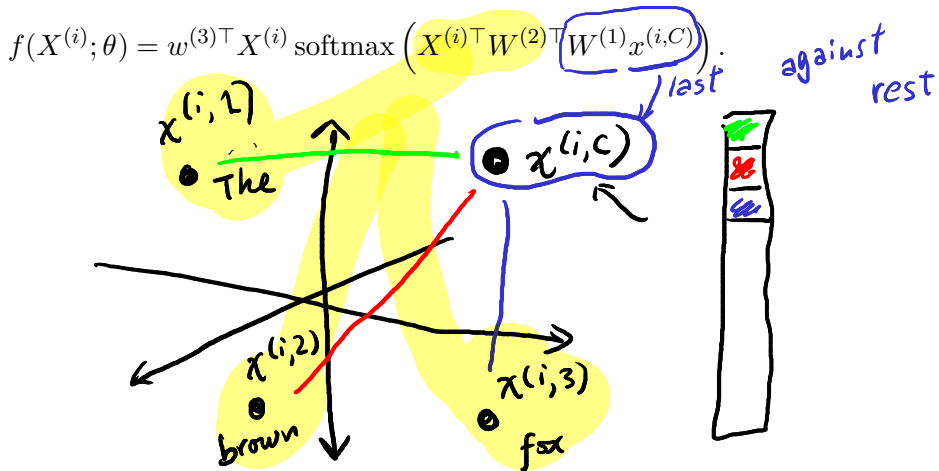 f(X^{(i)}; θ) = w^{(3)⊤} X^{(i)} softmax ( X^{(i)⊤} W^{(2)⊤} W^{(1)} x^{(i,C)} ) .
last
against
rest
x^{(i,1)}
The
x^{(i,C)}
x^{(i,2)}
brown
x^{(i,3)}
fox